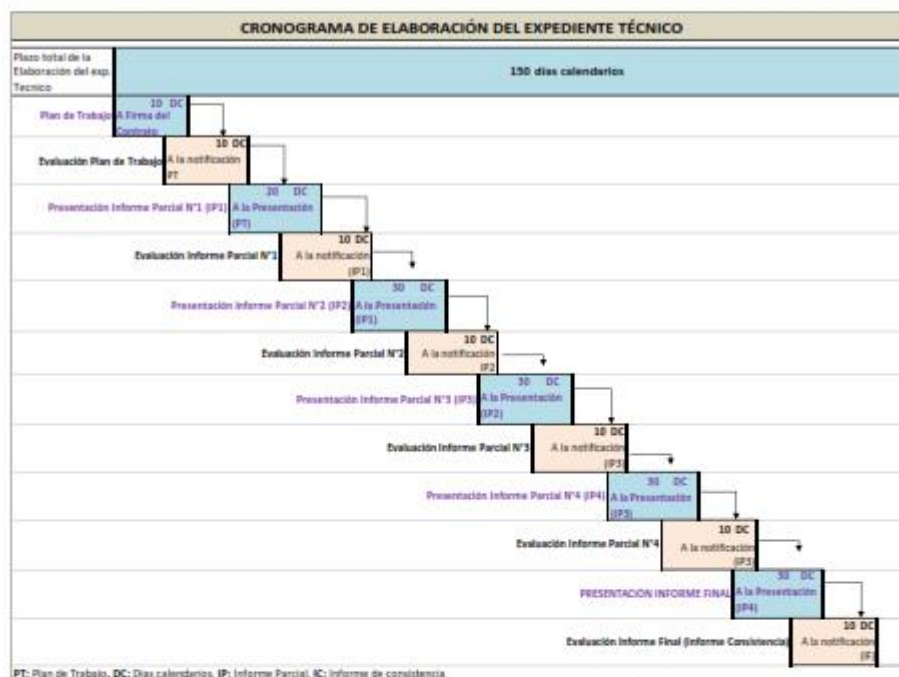 CRONOGRAMA DE ELABORACIÓN DEL EXPEDIENTE TÉCNICO
Plazo total de la
Elaboración del exp.
Tecnico
150 dias calendarios
10 DC
Plan de Trabajo
A Firma del
Contrato
10 DC
Evaluación Plan de Trabajo
A la notificación
PT
20 DC
Presentación Informe Parcial N°1 (IP1)
A la Presentación
(PT)
10 DC
Evaluación Informe Parcial N°1
A la notificación
(IP1)
30 DC
Presentación Informe Parcial N°2 (IP2)
A la Presentación
(IP1)
10 DC
Evaluación Informe Parcial N°2
A la notificación
IP2
30 DC
Presentación Informe Parcial N°3 (IP3)
A la Presentación
(IP2)
10 DC
Evaluación Informe Parcial N°3
A la notificación
(IP3)
30 DC
Presentación Informe Parcial N°4 (IP4)
A la Presentación
(IP3)
10 DC
Evaluación Informe Parcial N°4
A la notificación
(IP3)
30 DC
PRESENTACIÓN INFORME FINAL
A la Presentación
(IP4)
10 DC
Evaluación Informe Final (Informe Consistencia)
A la notificación
(IF)
PT: Plan de Trabajo, DC: Dias calendarios, IP: Informe Parcial, IC: Informe de consistencia